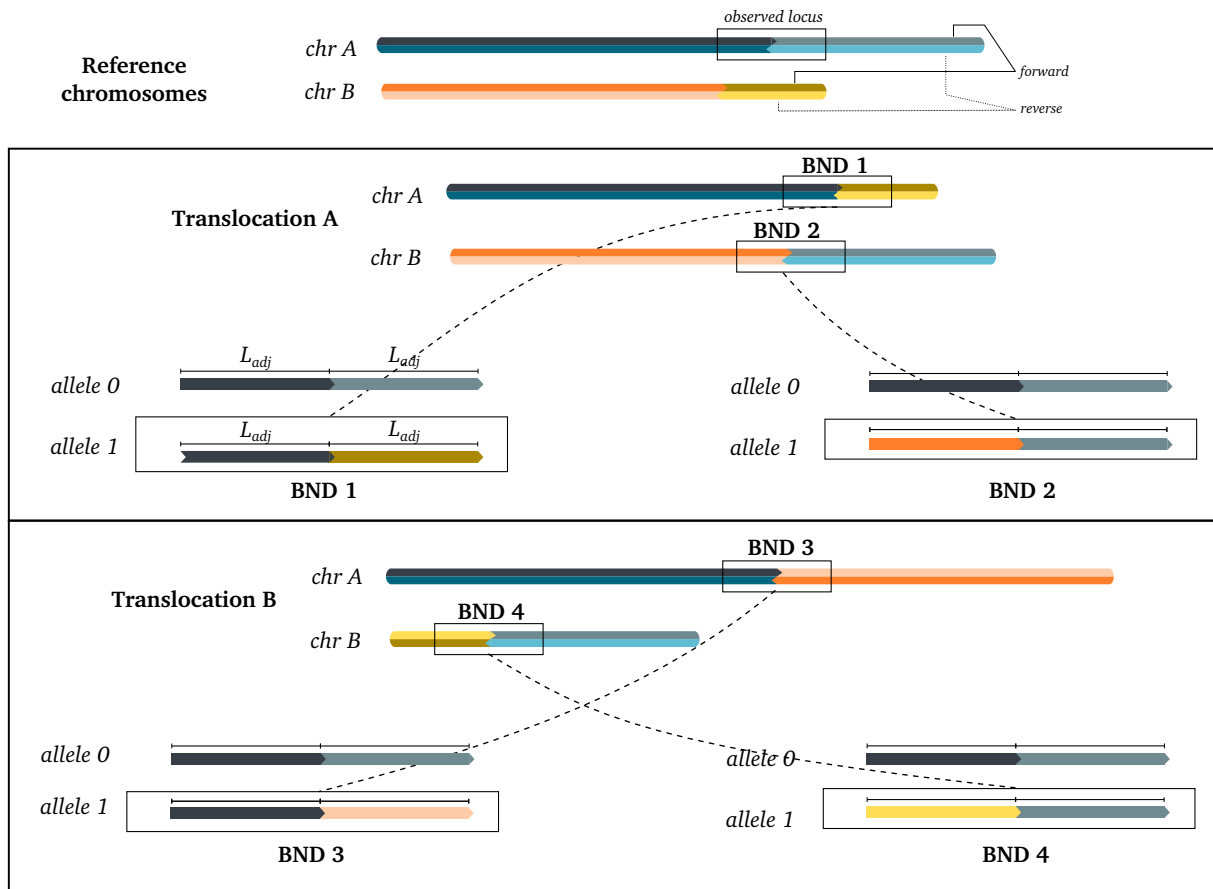 observed locus
chr A
Reference
chromosomes
forward
chr B
reverse
BND 1
chr A
Translocation A
BND 2
chr B
L_adj L_adj
allele 0 allele 0
L_adj L_adj
allele 1 allele 1
BND 1 BND 2
BND 3
chr A
Translocation B
BND 4
chr B
allele 0 allele 0
allele 1 allele 1
BND 3 BND 4